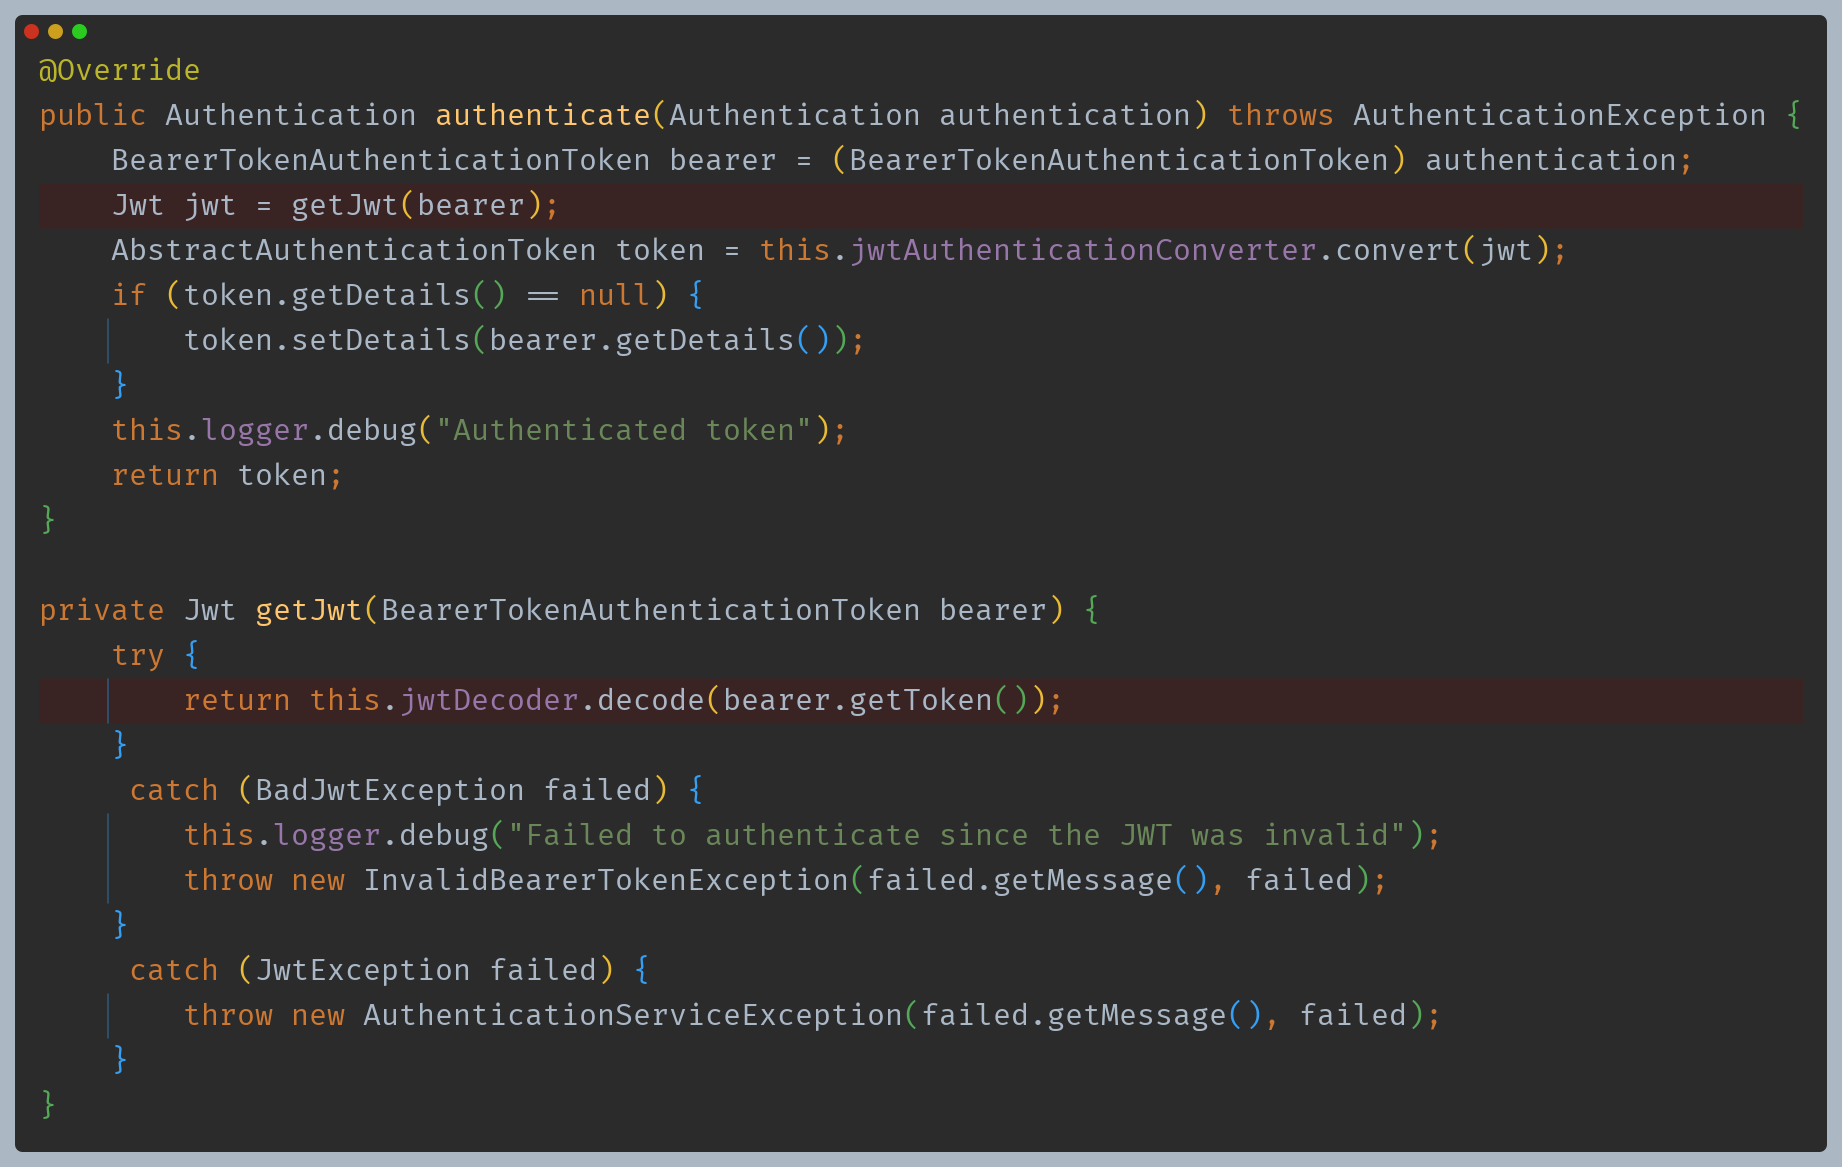 @Override
public Authentication authenticate(Authentication authentication) throws AuthenticationException {
    BearerTokenAuthenticationToken bearer = (BearerTokenAuthenticationToken) authentication;
    Jwt jwt = getJwt(bearer);
    AbstractAuthenticationToken token = this.jwtAuthenticationConverter.convert(jwt);
    if (token.getDetails() == null) {
        token.setDetails(bearer.getDetails());
    }
    this.logger.debug("Authenticated token");
    return token;
}

private Jwt getJwt(BearerTokenAuthenticationToken bearer) {
    try {
        return this.jwtDecoder.decode(bearer.getToken());
    }
     catch (BadJwtException failed) {
        this.logger.debug("Failed to authenticate since the JWT was invalid");
        throw new InvalidBearerTokenException(failed.getMessage(), failed);
    }
     catch (JwtException failed) {
        throw new AuthenticationServiceException(failed.getMessage(), failed);
    }
}